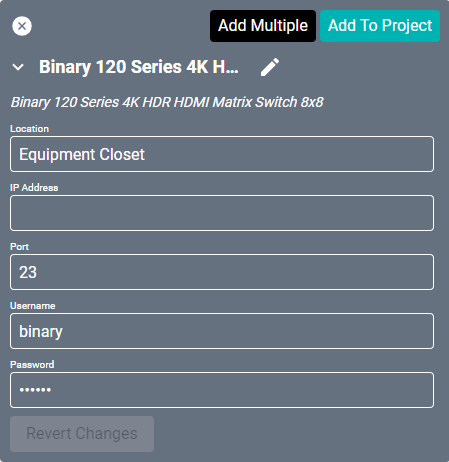 Add Multiple
Add To Project
Binary 120 Series 4K H...
Binary 120 Series 4K HDR HDMI Matrix Switch 8x8
Location
Equipment Closet
IP Address
Port
23
Username
binary
Password
••••••
Revert Changes